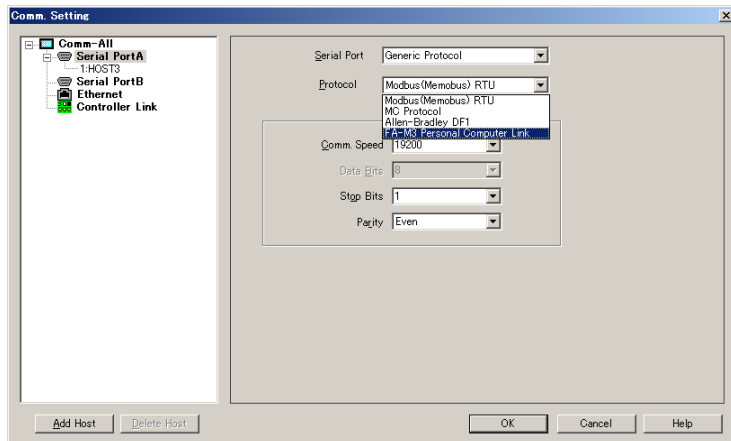 Comm. Setting
Comm-All
Serial PortA
1:HOST3
Serial PortB
Ethernet
Controller Link
Serial Port Generic Protocol
Protocol Modbus(Memobus) RTU
Modbus(Memobus) RTU
MC Protocol
Allen-Bradley DF1
FA-M3 Personal Computer Link
Comm. Speed 19200
Data Bits 8
Stop Bits 1
Parity Even
Add Host Delete Host OK Cancel Help